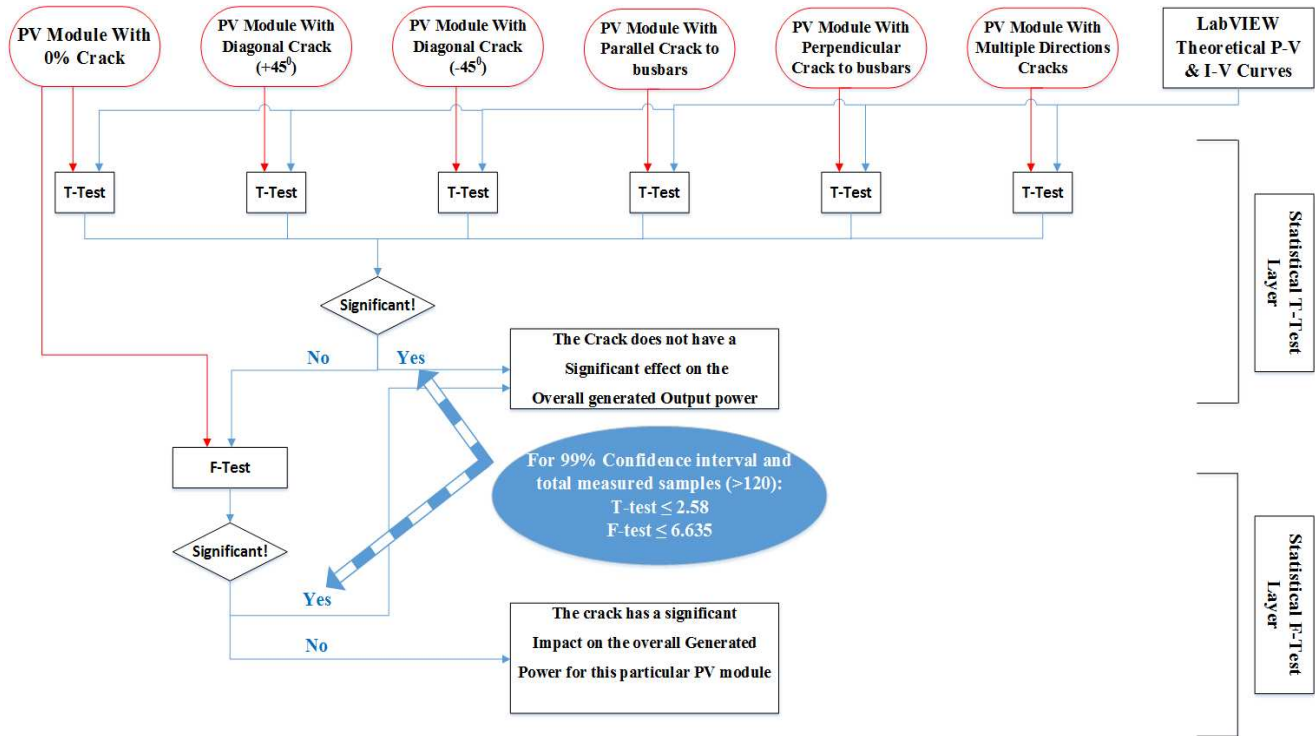 PV Module With
0% Crack
PV Module With
Diagonal Crack
(+45⁰)
PV Module With
Diagonal Crack
(-45⁰)
PV Module With
Parallel Crack to
busbars
PV Module With
Perpendicular
Crack to busbars
PV Module With
Multiple Directions
Cracks
LabVIEW
Theoretical P-V
& I-V Curves
T-Test
T-Test
T-Test
T-Test
T-Test
T-Test
Statistical T-Test
Layer
Significant!
No
Yes
The Crack does not have a
Significant effect on the
Overall generated Output power
F-Test
For 99% Confidence interval and
total measured samples (>120):
T-test ≤ 2.58
F-test ≤ 6.635
Significant!
Yes
No
The crack has a significant
Impact on the overall Generated
Power for this particular PV module
Statistical F-Test
Layer